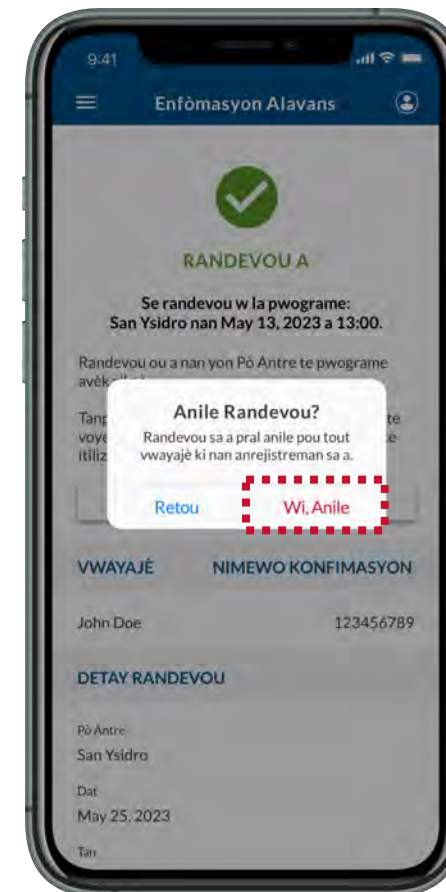 9:41
Enfòmasyon Alavans
RANDEVOU A
Se randevou w la pwograme:
San Ysidro nan May 13, 2023 a 13:00.
Randevou ou a nan yon Pò Antre te pwograme
avèk
Anile Randevou?
Randevou sa a pral anile pou tout
vwayajè ki nan anrejistreman sa a.
Retou
Wi, Anile
VWAYAJÈ
NIMEWO KONFIMASYON
John Doe
123456789
DETAY RANDEVOU
Pò Antre
San Ysidro
Dat
May 25, 2023
Tan